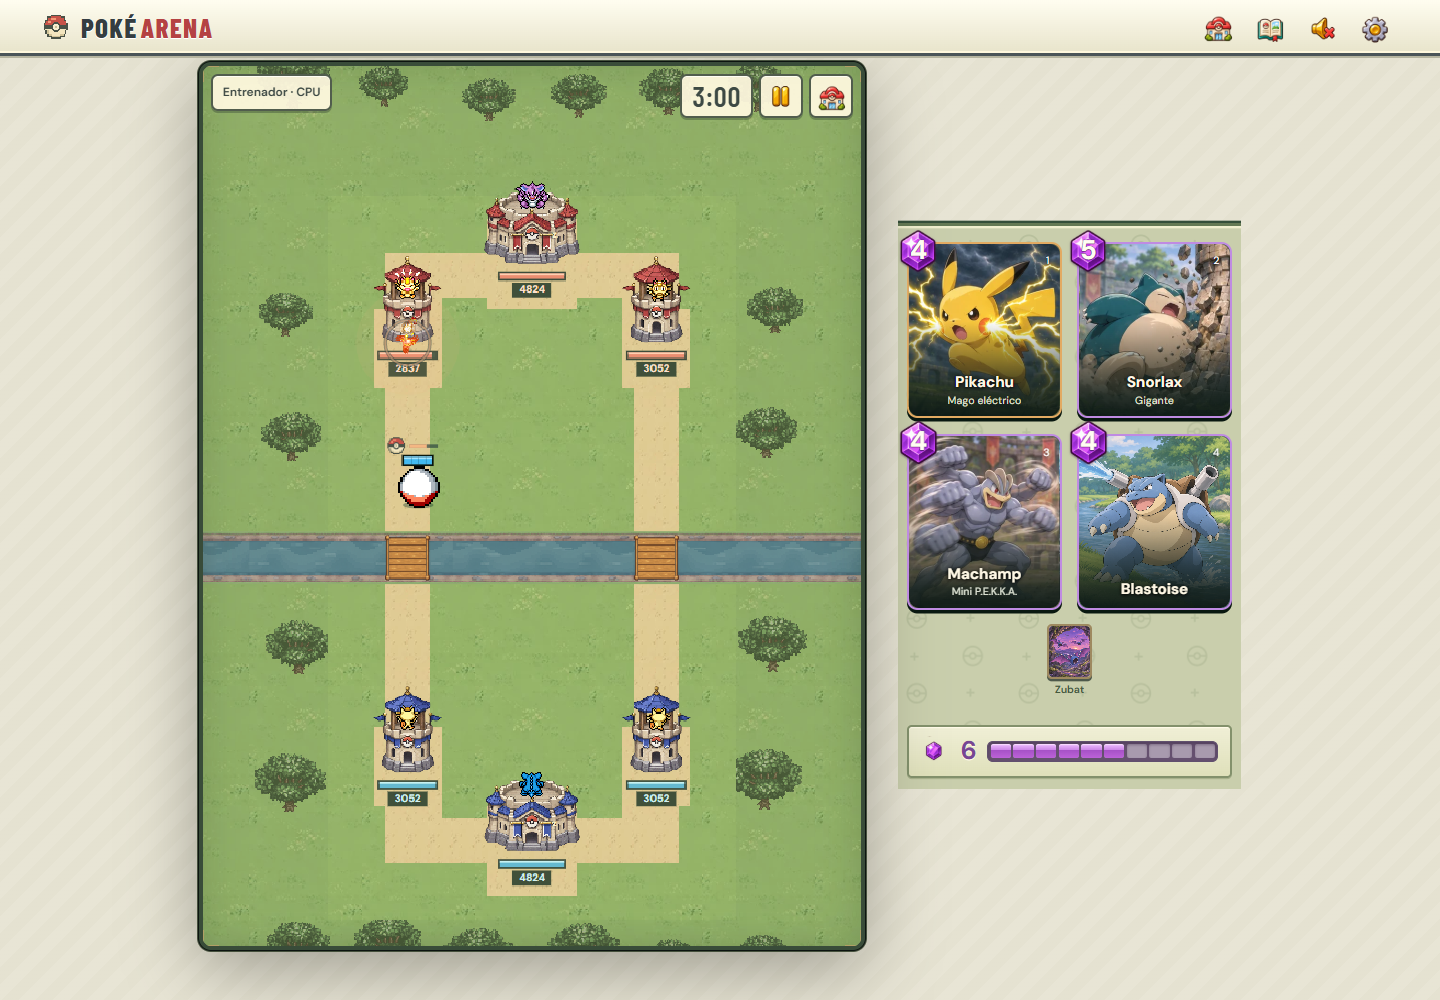 POKÉ ARENA
Entrenador · CPU
3:00
4824
2837
3052
3052
3052
4824
4
1
Pikachu
Mago eléctrico
5
2
Snorlax
Gigante
4
3
Machamp
Mini P.E.K.K.A.
4
4
Blastoise
Zubat
6